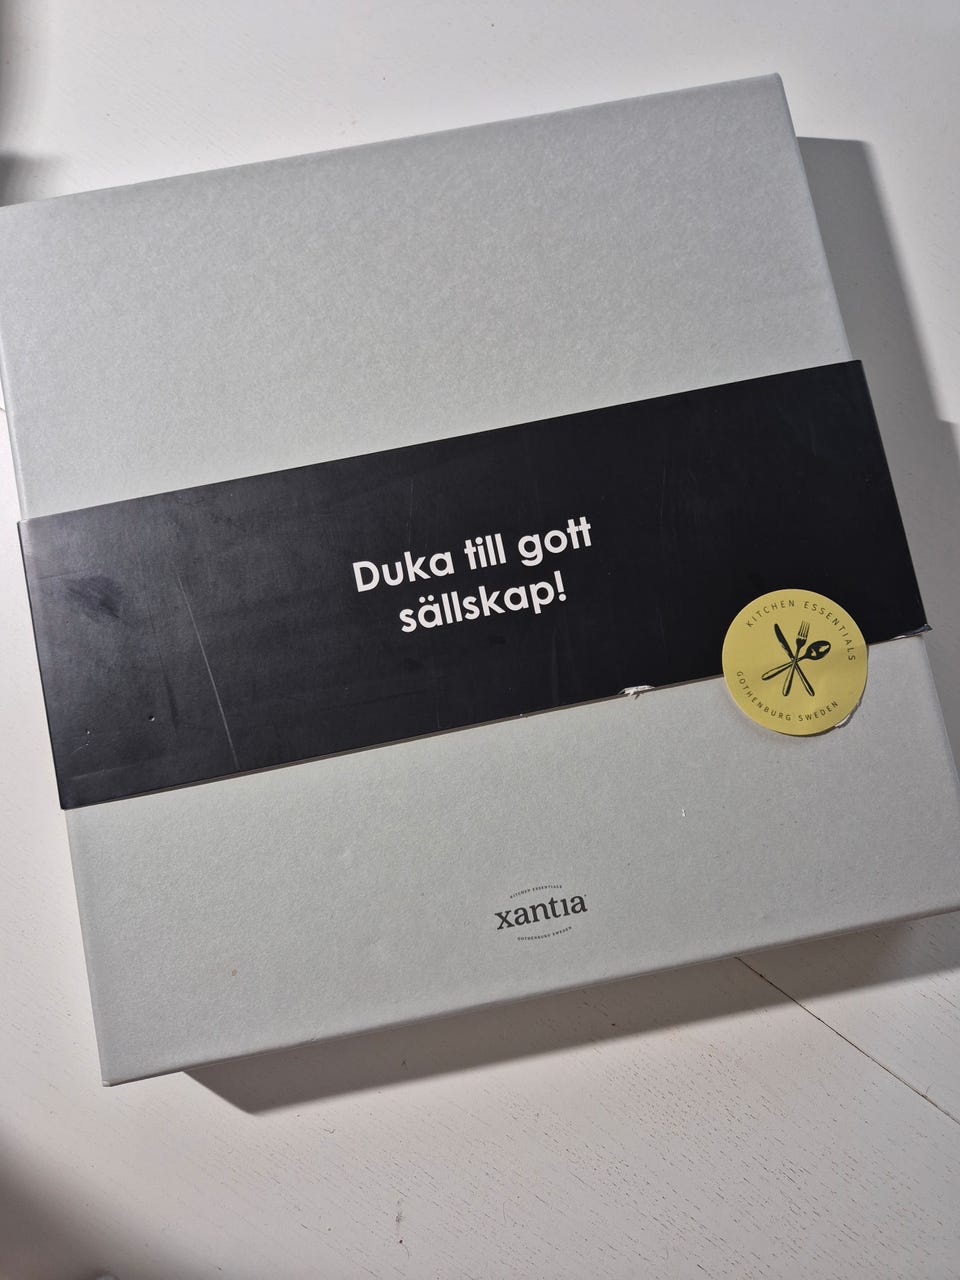 Duka till gott
sällskap!
KITCHEN ESSENTIALS
GOTHENBURG SWEDEN
KITCHEN ESSENTIALS
xantia
GOTHENBURG SWEDEN